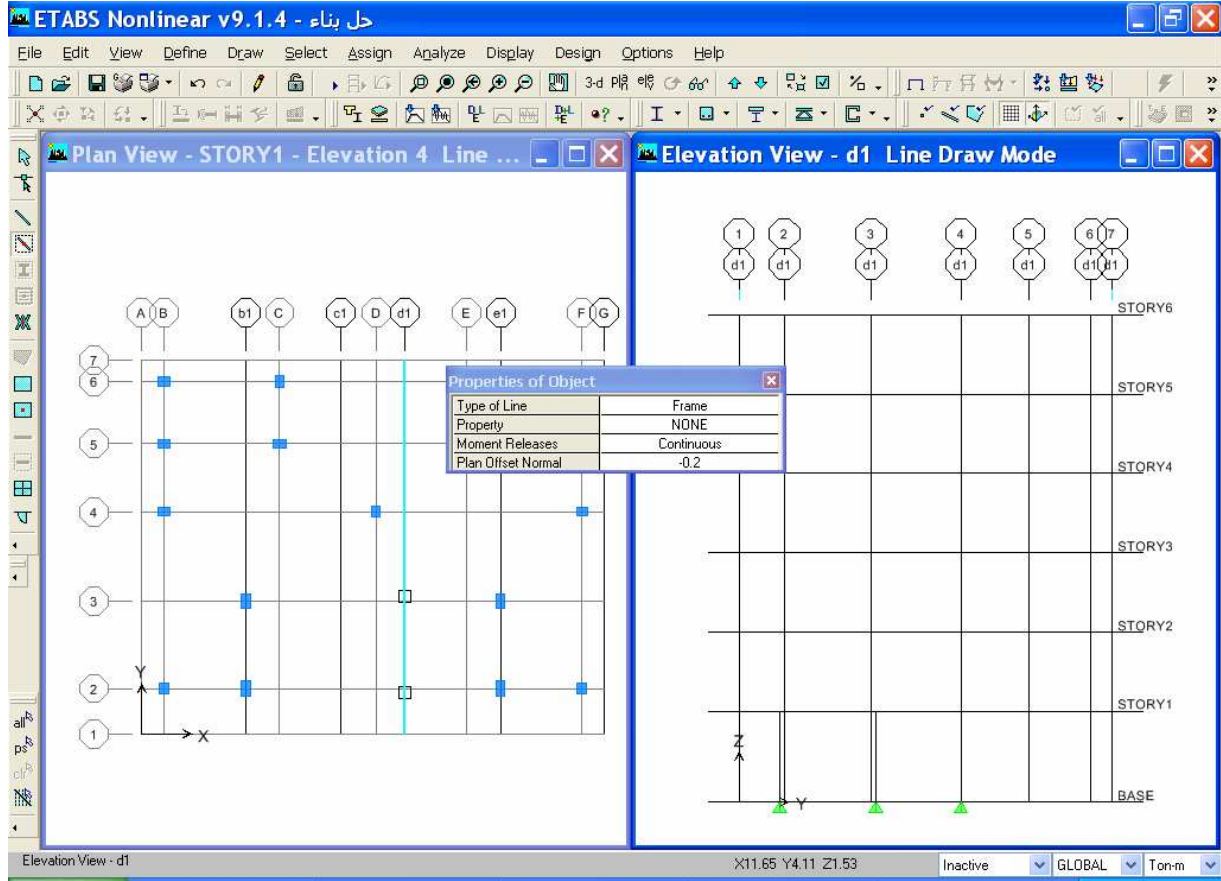 ETABS Nonlinear v9.1.4 - حل بناء
File Edit View Define Draw Select Assign Analyze Display Design Options Help
3-d
Plan View - STORY1 - Elevation 4 Line ...
Elevation View - d1 Line Draw Mode
1 2 3 4 5 6 7
d1 d1 d1 d1 d1 d1 d1
STORY6
STORY5
STORY4
STORY3
STORY2
STORY1
BASE
Z
Y
A B b1 C c1 D d1 E e1 F G
7
6
5
4
3
2
1
Y
X
Properties of Object
Type of Line Frame
Property NONE
Moment Releases Continuous
Plan Offset Normal -0.2
all
ps
clr
Elevation View - d1
X11.65 Y4.11 Z1.53
Inactive
GLOBAL
Ton-m